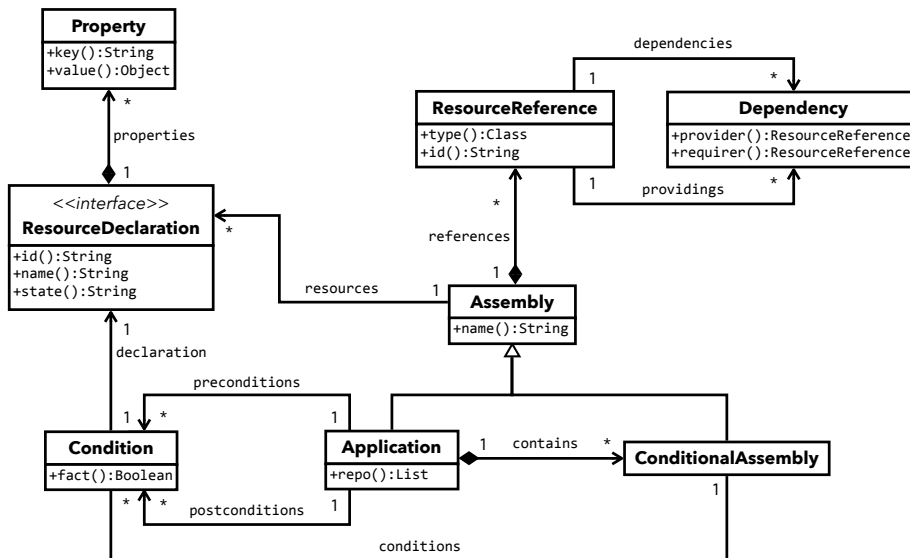 Property
+key():String
+value():Object
*
properties
1
<<interface>>
ResourceDeclaration
+id():String
+name():String
+state():String
*
1
declaration
1
dependencies
1
*
ResourceReference
+type():Class
+id():String
Dependency
+provider():ResourceReference
+requirer():ResourceReference
1
providings
*
*
references
1
resources
1
Assembly
+name():String
preconditions
*
1
Condition
+fact():Boolean
Application
+repo():List
1
contains
*
ConditionalAssembly
*
*
postconditions
1
1
conditions